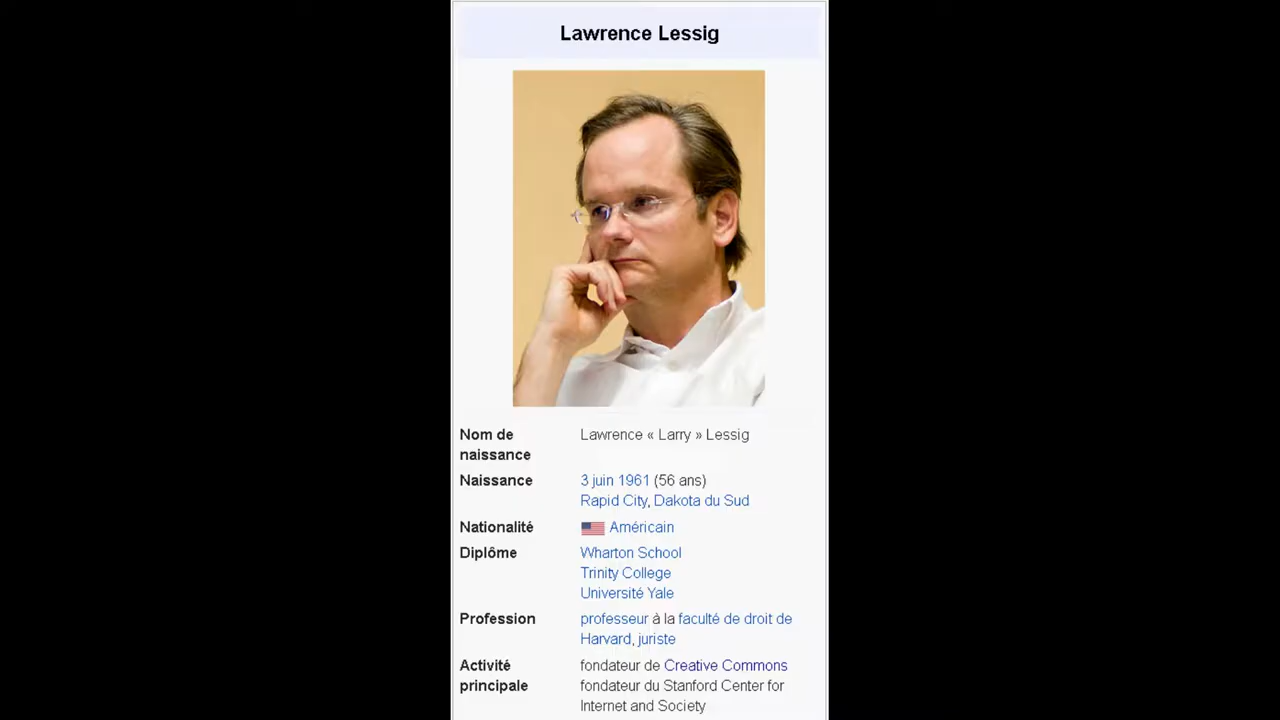 Lawrence Lessig
Nom de naissance
Lawrence « Larry » Lessig
Naissance
3 juin 1961 (56 ans)
Rapid City, Dakota du Sud
Nationalité
Américain
Diplôme
Wharton School
Trinity College
Université Yale
Profession
professeur à la faculté de droit de
Harvard, juriste
Activité principale
fondateur de Creative Commons
fondateur du Stanford Center for
Internet and Society